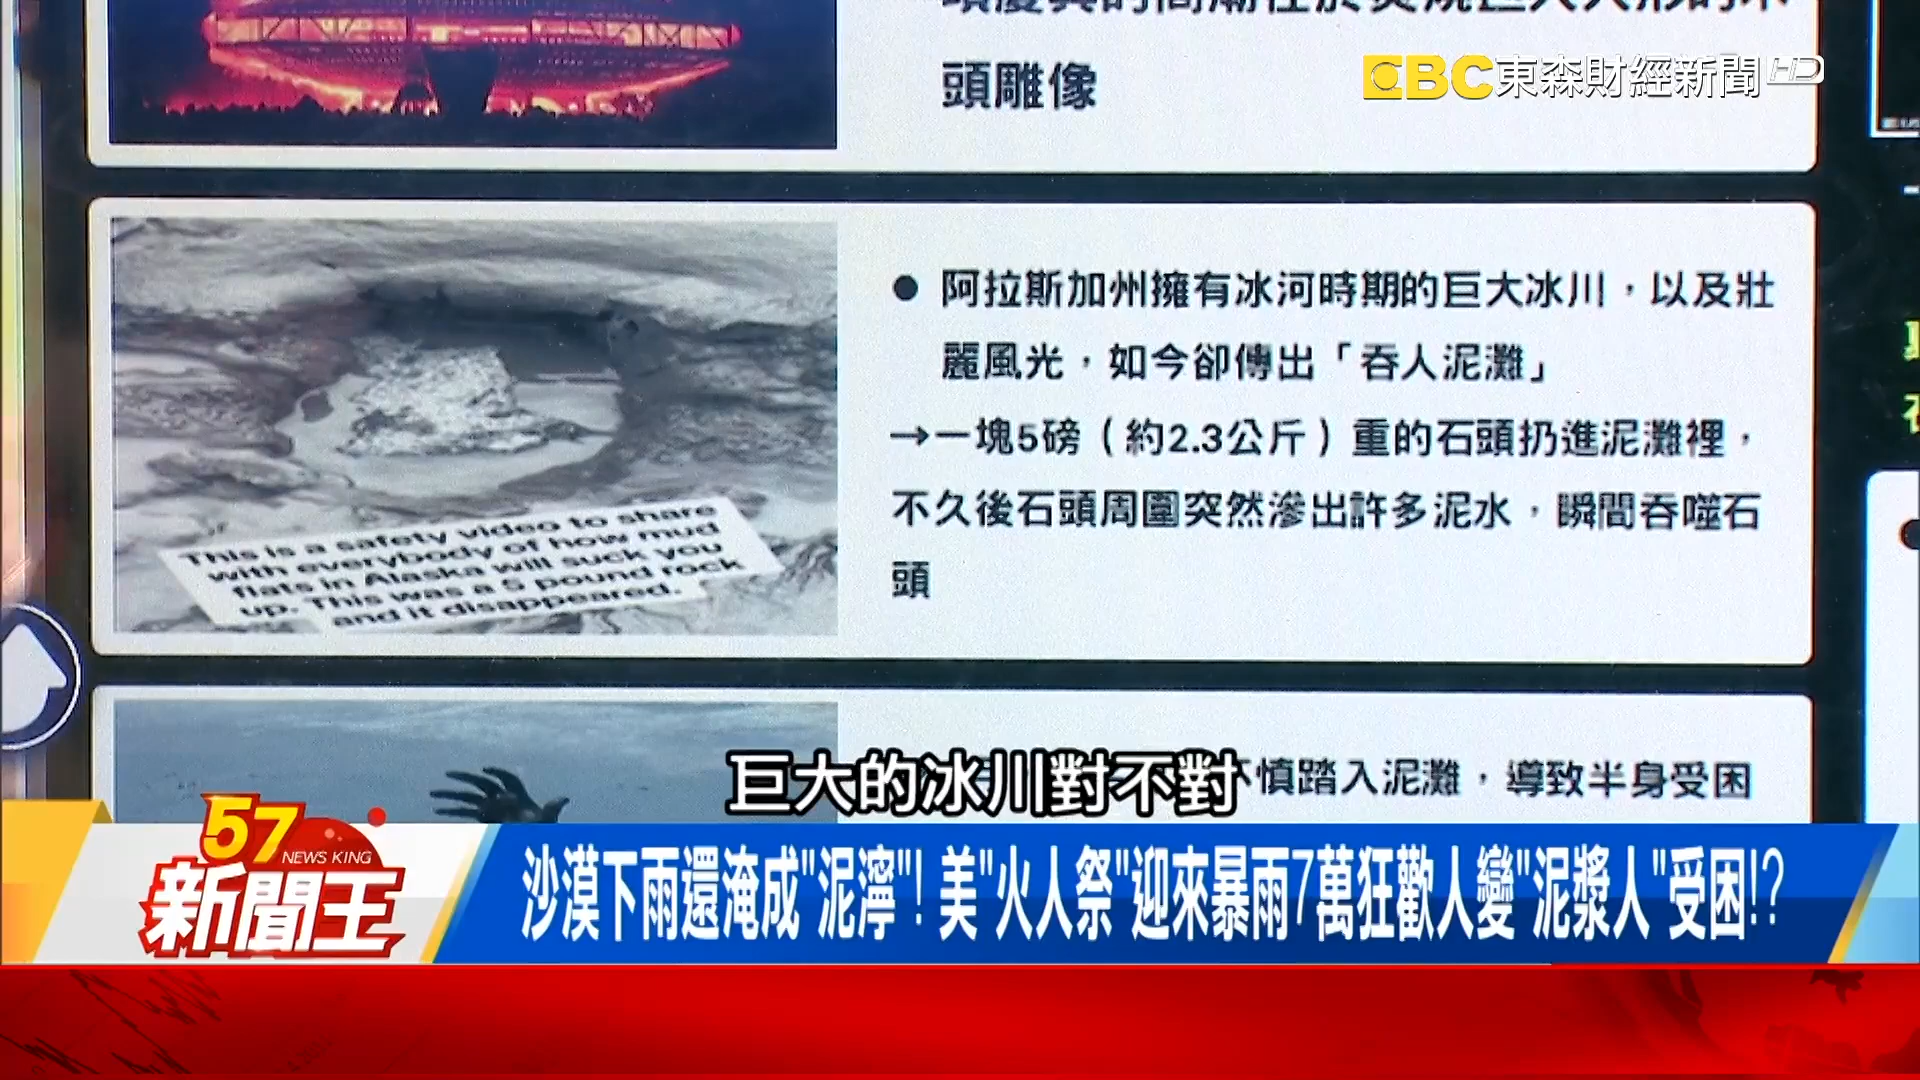 頭雕像
EBC東森財經新聞HD
●阿拉斯加州擁有冰河時期的巨大冰川，以及壯
麗風光，如今卻傳出「吞人泥灘」
→一塊5磅（約2.3公斤）重的石頭扔進泥灘裡，
不久後石頭周圍突然滲出許多泥水，瞬間吞噬石
頭
This is a safety video to share
with everybody of how mud
flats in Alaska will suck you
up. This was a 5 pound rock
and it disappeared.
不慎踏入泥灘，導致半身受困
巨大的冰川對不對
57
NEWS KING
新聞王
沙漠下雨還淹成"泥濘"! 美"火人祭"迎來暴雨7萬狂歡人變"泥漿人"受困!?